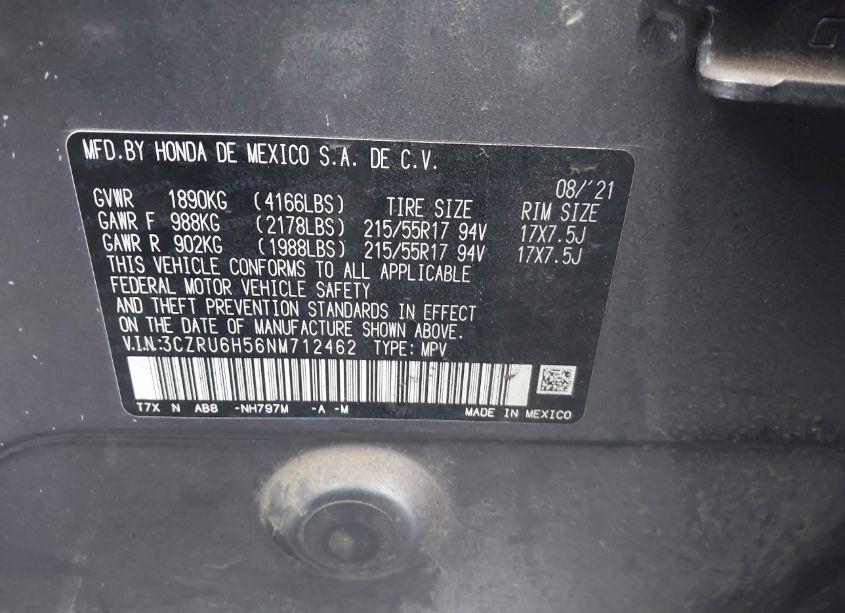 MFD.BY HONDA DE MEXICO S.A. DE C.V.
08/'21
GVWR 1890KG (4166LBS) TIRE SIZE RIM SIZE
GAWR F 988KG (2178LBS) 215/55R17 94V 17X7.5J
GAWR R 902KG (1988LBS) 215/55R17 94V 17X7.5J
THIS VEHICLE CONFORMS TO ALL APPLICABLE
FEDERAL MOTOR VEHICLE SAFETY
AND THEFT PREVENTION STANDARDS IN EFFECT
ON THE DATE OF MANUFACTURE SHOWN ABOVE.
V.I.N.:3CZRU6H56NM712462 TYPE: MPV
T7X N AB8 -NH797M -A -M MADE IN MEXICO